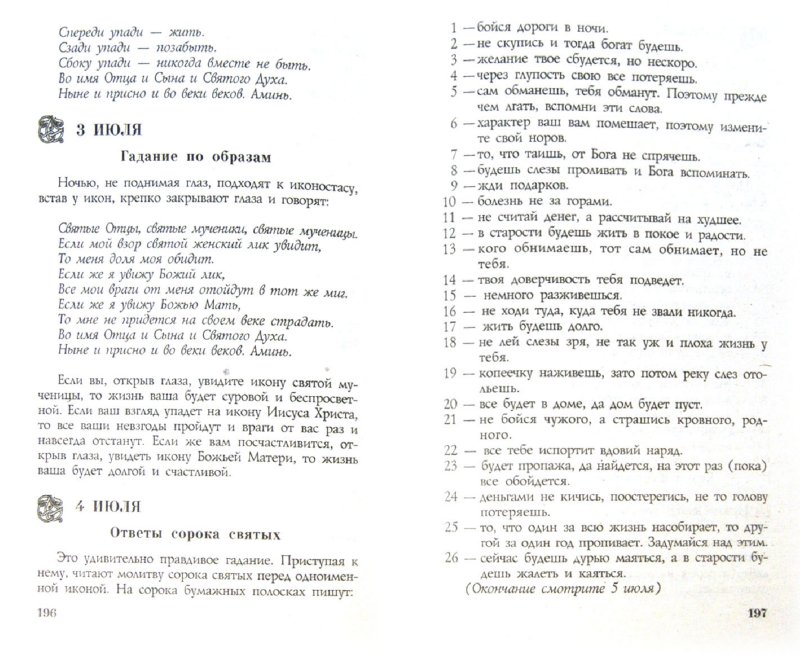 Спереди упади — жить.
Сзади упади — позабыть.
Сбоку упади — никогда вместе не быть.
Во имя Отца и Сына и Святого Духа.
Ныне и присно и во веки веков. Аминь.
3 ИЮЛЯ
Гадание по образам
Ночью, не поднимая глаз, подходят к иконостасу,
встав у икон, крепко закрывают глаза и говорят:
Святые Отцы, святые мученики, святые мученицы.
Если мой взор святой женский лик увидит,
То меня доля моя обидит.
Если же я увижу Божий лик,
Все мои враги от меня отойдут в тот же миг.
Если же я увижу Божью Мать,
То мне не придется на своем веке страдать.
Во имя Отца и Сына и Святого Духа.
Ныне и присно и во веки веков. Аминь.
Если вы, открыв глаза, увидите икону святой му-
ченицы, то жизнь ваша будет суровой и беспросвет-
ной. Если ваш взгляд упадет на икону Иисуса Христа,
то все ваши невзгоды пройдут и враги от вас раз и
навсегда отстанут. Если же вам посчастливится, от-
крыв глаза, увидеть икону Божьей Матери, то жизнь
ваша будет долгой и счастливой.
4 ИЮЛЯ
Ответы сорока святых
Это удивительно правдивое гадание. Приступая к
нему, читают молитву сорока святых перед одноимен-
ной иконой. На сорока бумажных полосках пишут:
196
1 — бойся дороги в ночи.
2 — не скупись и тогда богат будешь.
3 — желание твое сбудется, но нескоро.
4 — через глупость свою все потеряешь.
5 — сам обманешь, тебя обманут. Поэтому прежде
чем лгать, вспомни эти слова.
6 — характер ваш вам помешает, поэтому измени-
те свой норов.
7 — то, что таишь, от Бога не спрячешь.
8 — будешь слезы проливать и Бога вспоминать.
9 — жди подарков.
10 — болезнь не за горами.
11 — не считай денег, а рассчитывай на худшее.
12 — в старости будешь жить в покое и радости.
13 — кого обнимаешь, тот сам обнимает, но не
тебя.
14 — твоя доверчивость тебя подведет.
15 — немного разживешься.
16 — не ходи туда, куда тебя не звали никогда.
17 — жить будешь долго.
18 — не лей слезы зря, не так уж и плоха жизнь у
тебя.
19 — копеечку наживешь, зато потом реку слез ото-
льешь.
20 — все будет в доме, да дом будет пуст.
21 — не бойся чужого, а страшись кровного, род-
ного.
22 — все тебе испортит вдовий наряд.
23 — будет пропажа, да найдется, на этот раз (пока)
все обойдется.
24 — деньгами не кичись, поостерегись, не то голову
потеряешь.
25 — то, что один за всю жизнь насобирает, то дру-
гой за один год пропивает. Задумайся над этим.
26 — сейчас будешь дурью маяться, а в старости бу-
дешь жалеть и каяться.
(Окончание смотрите 5 июля)
197